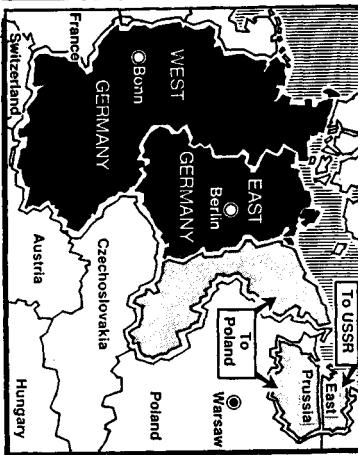 To USSR
East
Prussia
To
Poland
WEST
GERMANY
EAST
GERMANY
Berlin
Bonn
Warsaw
Poland
France
Czechoslovakia
Switzerland
Austria
Hungary